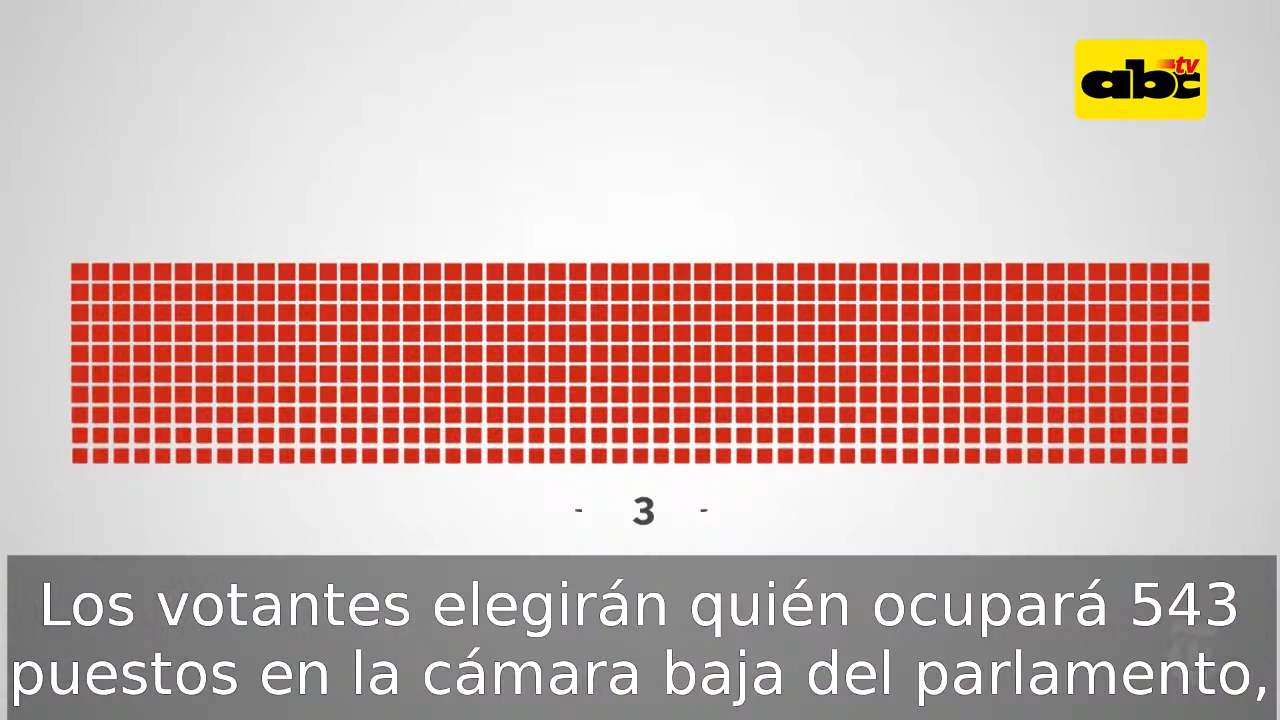 abc tv
- 3 -
Los votantes elegirán quién ocupará 543
puestos en la cámara baja del parlamento,